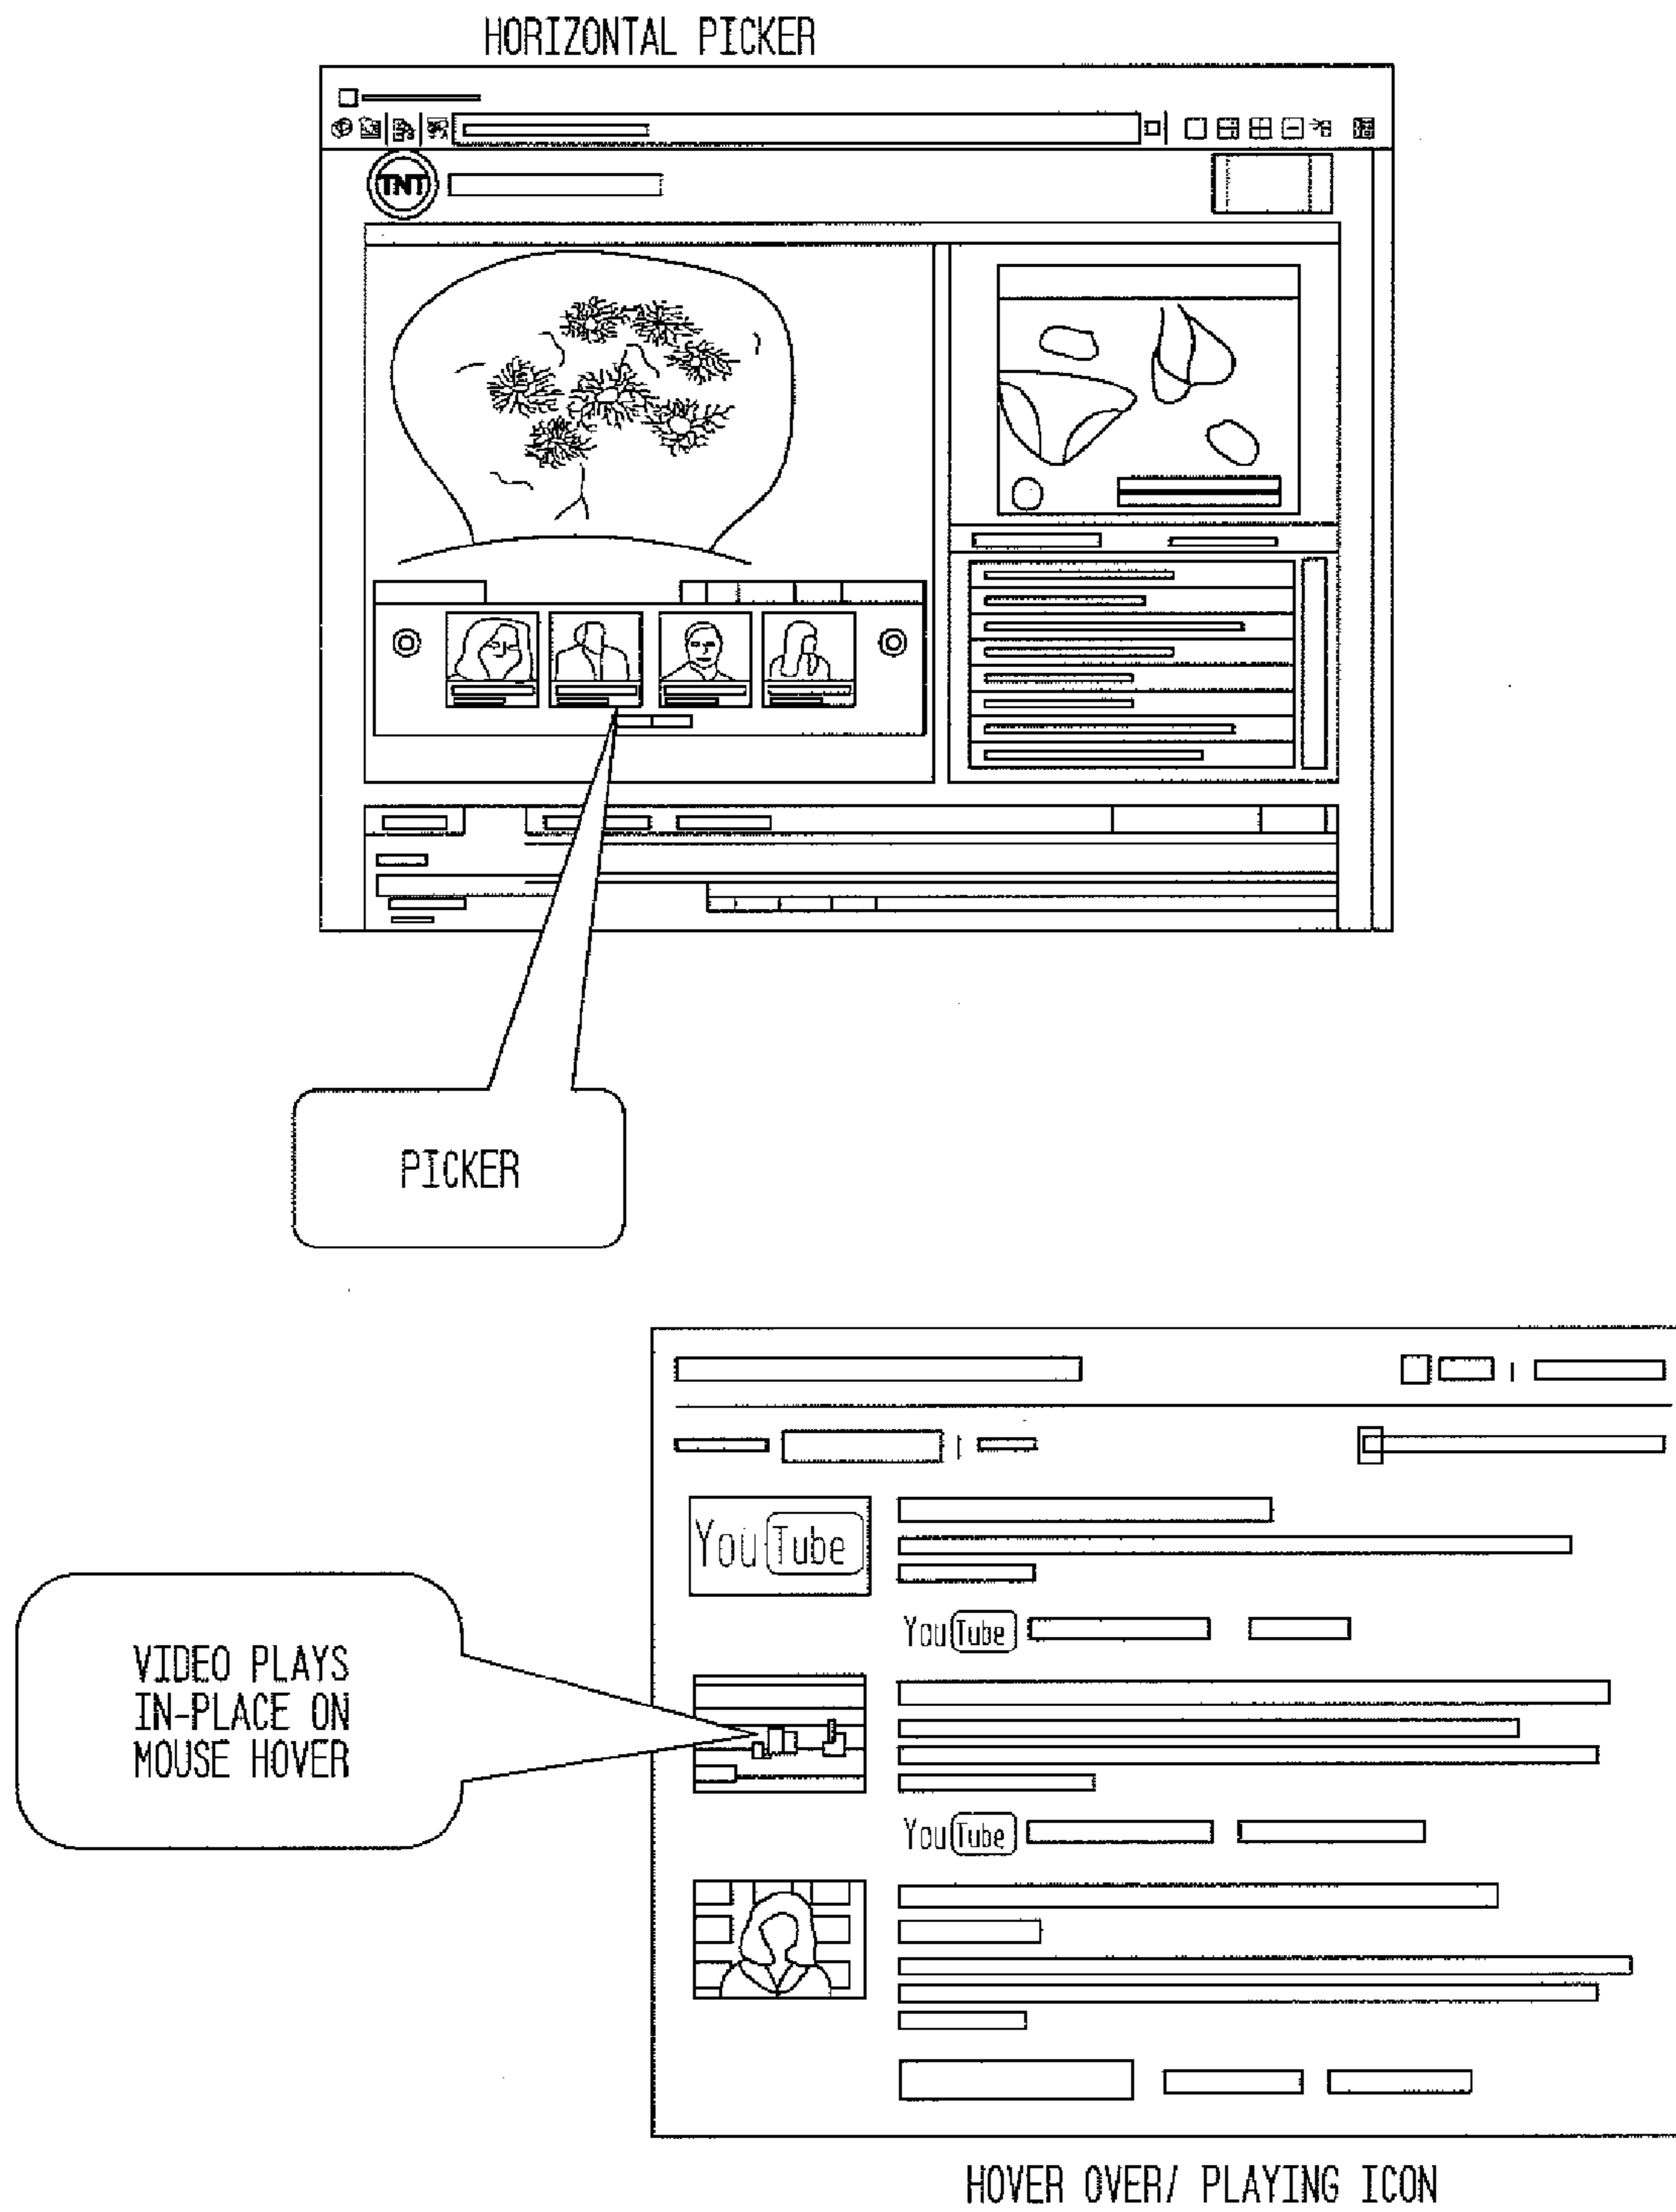 HORIZONTAL PICKER
TNT
PICKER
YouTube
YouTube
VIDEO PLAYS
IN-PLACE ON
MOUSE HOVER
YouTube
HOVER OVER/ PLAYING ICON